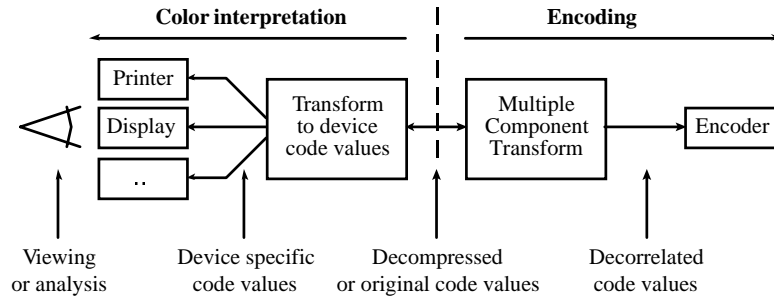 Color interpretation
Encoding
Printer
Display
..
Transform
to device
code values
Multiple
Component
Transform
Encoder
Viewing
or analysis
Device specific
code values
Decompressed
or original code values
Decorrelated
code values